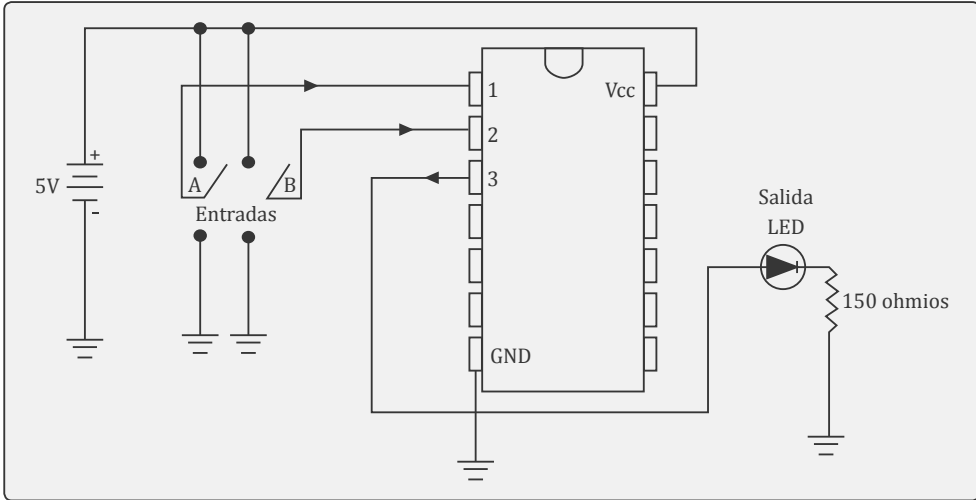 1
Vcc
2
+
5V
-
A
B
3
Entradas
Salida
LED
150 ohmios
GND